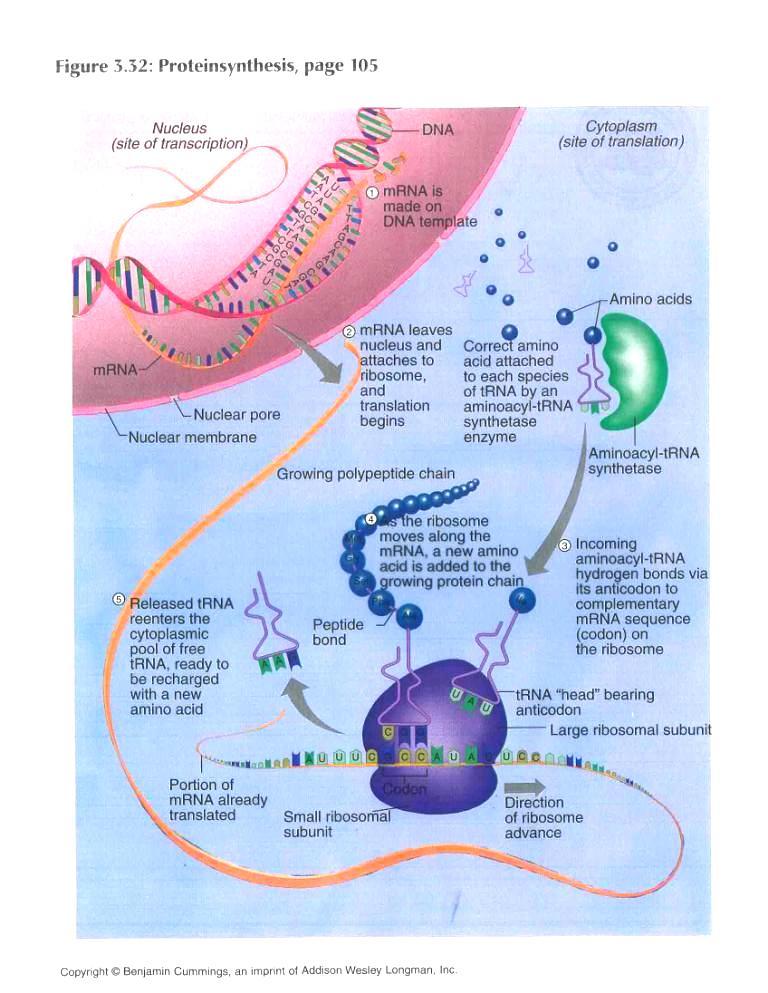 Figure 3.32: Proteinsynthesis, page 105
Nucleus
(site of transcription)
DNA
Cytoplasm
(site of translation)
1 mRNA is
made on
DNA template
Amino acids
2 mRNA leaves
nucleus and
attaches to
ribosome,
and
translation
begins
Correct amino
acid attached
to each species
of tRNA by an
aminoacyl-tRNA
synthetase
enzyme
mRNA
Nuclear pore
Nuclear membrane
Aminoacyl-tRNA
synthetase
Growing polypeptide chain
4 As the ribosome
moves along the
mRNA, a new amino
acid is added to the
growing protein chain
3 Incoming
aminoacyl-tRNA
hydrogen bonds via
its anticodon to
complementary
mRNA sequence
(codon) on
the ribosome
5 Released tRNA
reenters the
cytoplasmic
pool of free
tRNA, ready to
be recharged
with a new
amino acid
Peptide
bond
A A
tRNA "head" bearing
anticodon
U A U
Large ribosomal subunit
A U U U C G C C A U A G U C C
Codon
Portion of
mRNA already
translated
Small ribosomal
subunit
Direction
of ribosome
advance
Copyright © Benjamin Cummings, an imprint of Addison Wesley Longman, Inc.